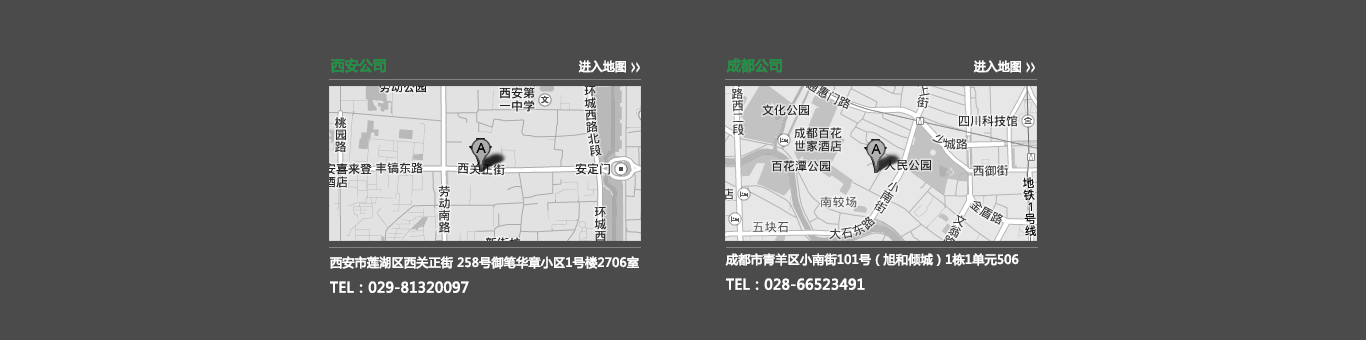 西安公司
进入地图 »
劳动公园
西安第
一中学
文
环城西路北段
桃园路
A
安喜来登
酒店
丰镐东路
西关正街
安定门
劳动南路
环城西
西安市莲湖区西关正街 258号御笔华章小区1号楼2706室
TEL：029-81320097
成都公司
进入地图 »
路西二段
通惠门路
上街
文化公园
四川科技馆
成都百花
世家酒店
小城路
A
百花潭公园
人民公园
西御街
小南街
地铁1号线
店
南较场
金盾路
文翁
五块石
大石东路
成都市青羊区小南街101号（旭和倾城）1栋1单元506
TEL：028-66523491